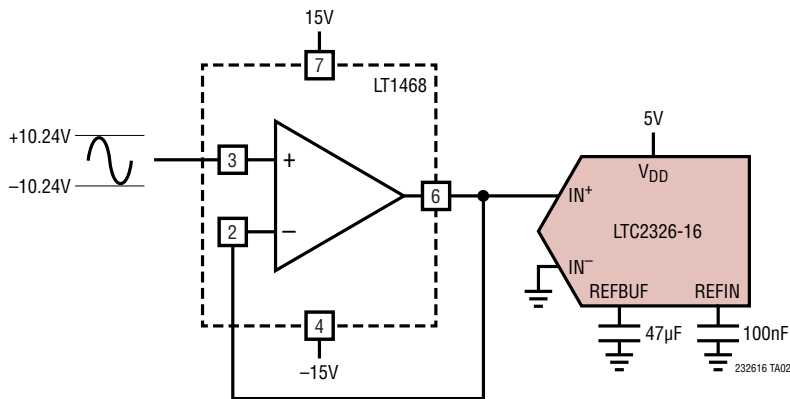 15V
7
LT1468
+10.24V
−10.24V
3
+
2
−
6
4
−15V
5V
VDD
IN+
LTC2326-16
IN−
REFBUF
REFIN
47µF
100nF
232616 TA02